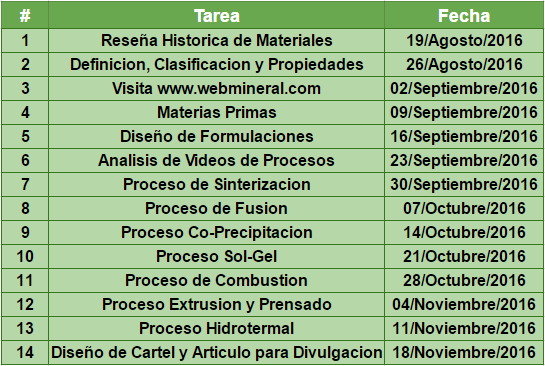 # Tarea Fecha
1 Reseña Historica de Materiales 19/Agosto/2016
2 Definicion, Clasificacion y Propiedades 26/Agosto/2016
3 Visita www.webmineral.com 02/Septiembre/2016
4 Materias Primas 09/Septiembre/2016
5 Diseño de Formulaciones 16/Septiembre/2016
6 Analisis de Videos de Procesos 23/Septiembre/2016
7 Proceso de Sinterizacion 30/Septiembre/2016
8 Proceso de Fusion 07/Octubre/2016
9 Proceso Co-Precipitacion 14/Octubre/2016
10 Proceso Sol-Gel 21/Octubre/2016
11 Proceso de Combustion 28/Octubre/2016
12 Proceso Extrusion y Prensado 04/Noviembre/2016
13 Proceso Hidrotermal 11/Noviembre/2016
14 Diseño de Cartel y Articulo para Divulgacion 18/Noviembre/2016